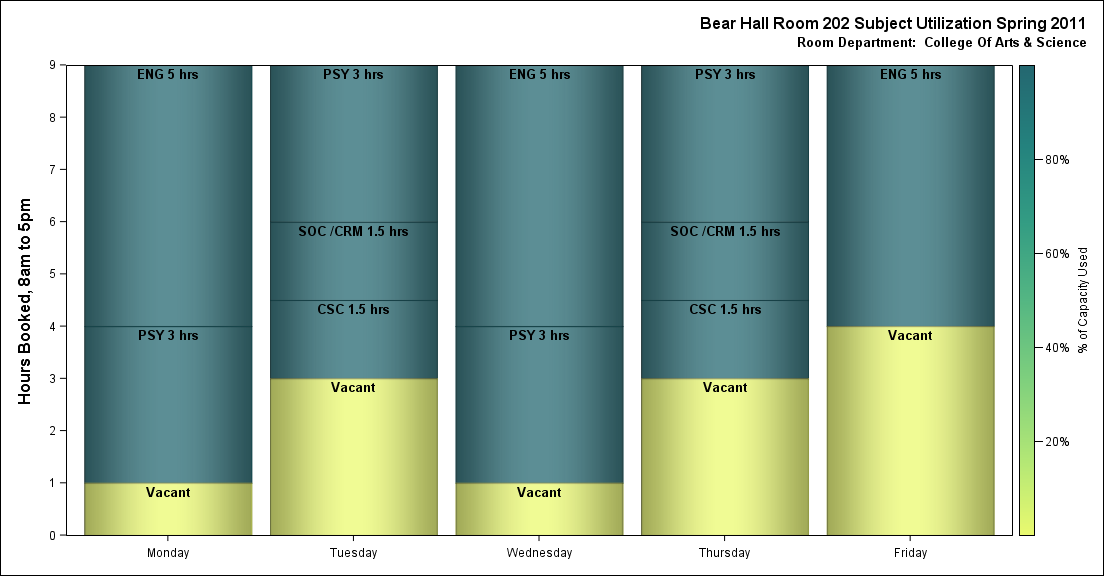 Bear Hall Room 202 Subject Utilization Spring 2011
Room Department:  College Of Arts & Science
Hours Booked, 8am to 5pm
9
8
7
6
5
4
3
2
1
0
ENG 5 hrs
PSY 3 hrs
Vacant
Monday
PSY 3 hrs
SOC /CRM 1.5 hrs
CSC 1.5 hrs
Vacant
Tuesday
ENG 5 hrs
PSY 3 hrs
Vacant
Wednesday
PSY 3 hrs
SOC /CRM 1.5 hrs
CSC 1.5 hrs
Vacant
Thursday
ENG 5 hrs
Vacant
Friday
80%
60%
40%
20%
% of Capacity Used